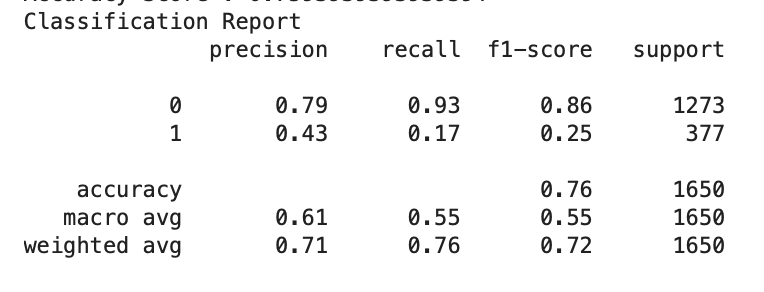 Classification Report
precision recall f1-score support
0 0.79 0.93 0.86 1273
1 0.43 0.17 0.25 377
accuracy 0.76 1650
macro avg 0.61 0.55 0.55 1650
weighted avg 0.71 0.76 0.72 1650